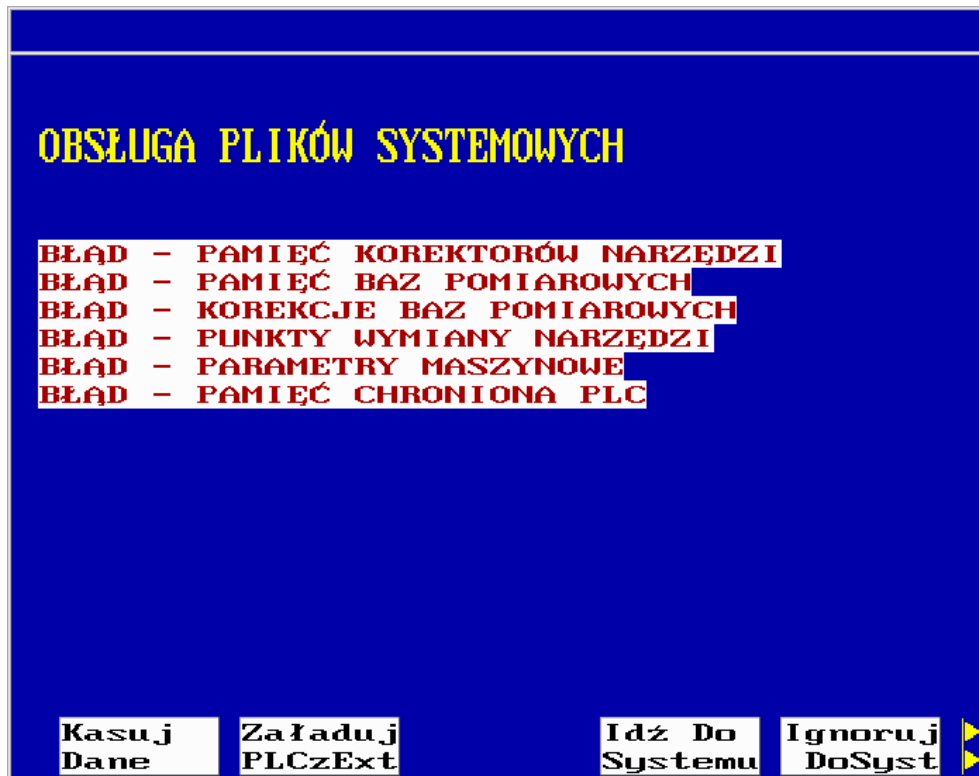 OBSŁUGA PLIKÓW SYSTEMOWYCH
BŁĄD - PAMIĘĆ KOREKTORÓW NARZĘDZI
BŁĄD - PAMIĘĆ BAZ POMIAROWYCH
BŁĄD - KOREKCJE BAZ POMIAROWYCH
BŁĄD - PUNKTY WYMIANY NARZĘDZI
BŁĄD - PARAMETRY MASZYNOWE
BŁĄD - PAMIĘĆ CHRONIONA PLC
Kasuj Dane
Załaduj PLCzExt
Idź Do Systemu
Ignoruj DoSyst